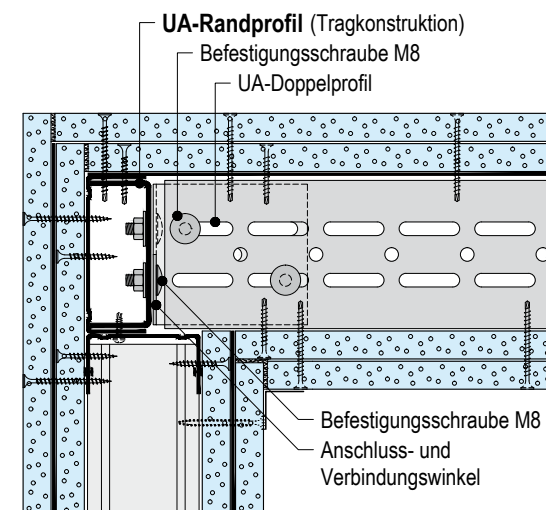 UA-Randprofil (Tragkonstruktion)
Befestigungsschraube M8
UA-Doppelprofil
Befestigungsschraube M8
Anschluss- und
Verbindungswinkel